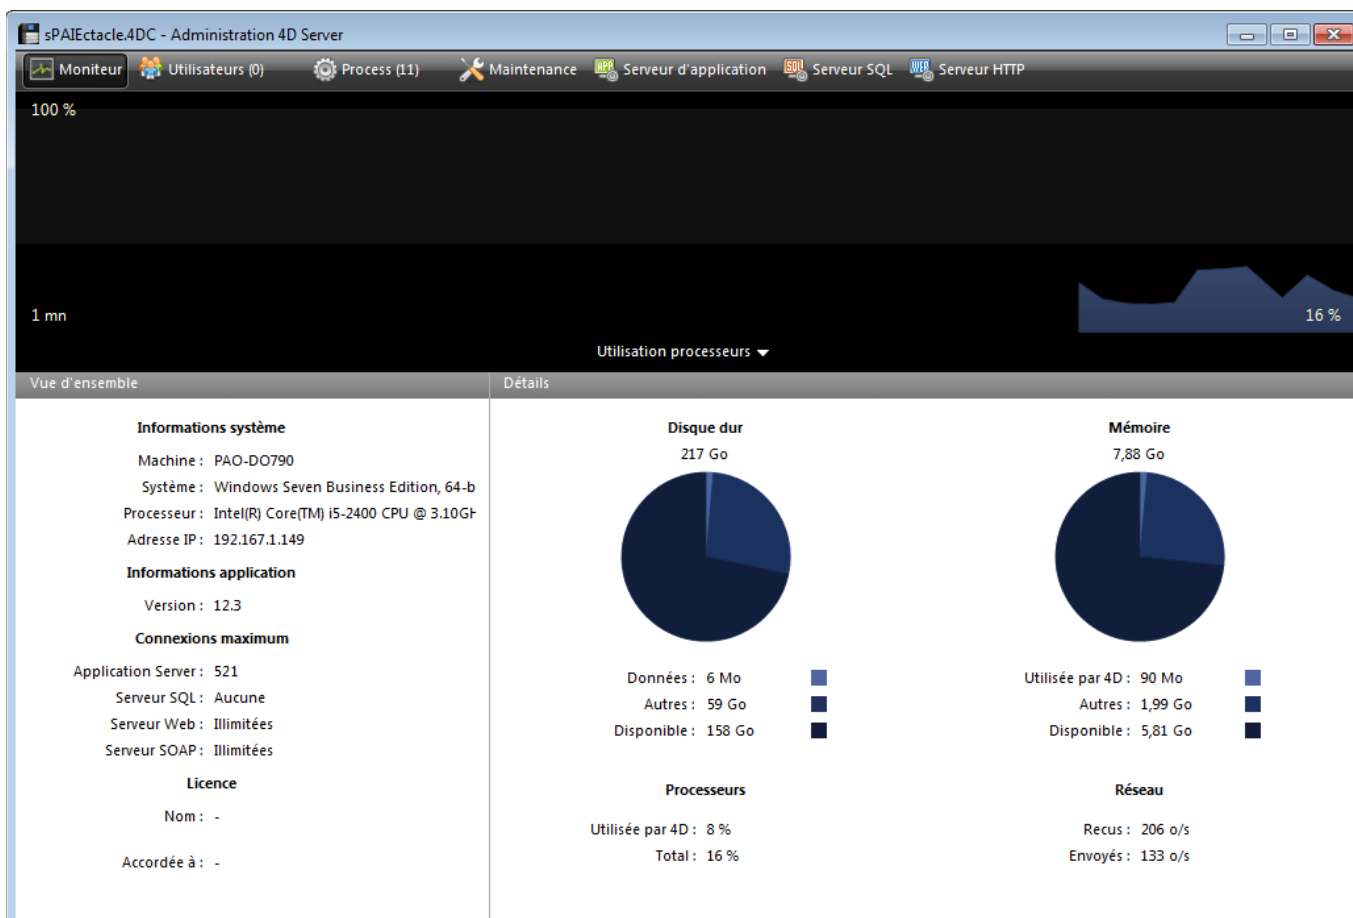 sPAIEctacle.4DC - Administration 4D Server
Moniteur Utilisateurs (0) Process (11) Maintenance APP Serveur d'application SQL Serveur SQL WEB Serveur HTTP
100 %
1 mn
16 %
Utilisation processeurs
Vue d'ensemble
Informations système
Machine : PAO-DO790
Système : Windows Seven Business Edition, 64-b
Processeur : Intel(R) Core(TM) i5-2400 CPU @ 3.10GH
Adresse IP : 192.167.1.149
Informations application
Version : 12.3
Connexions maximum
Application Server : 521
Serveur SQL : Aucune
Serveur Web : Illimitées
Serveur SOAP : Illimitées
Licence
Nom : -
Accordée à : -
Détails
Disque dur
217 Go
Données : 6 Mo
Autres : 59 Go
Disponible : 158 Go
Mémoire
7,88 Go
Utilisée par 4D : 90 Mo
Autres : 1,99 Go
Disponible : 5,81 Go
Processeurs
Utilisée par 4D : 8 %
Total : 16 %
Réseau
Recus : 206 o/s
Envoyés : 133 o/s